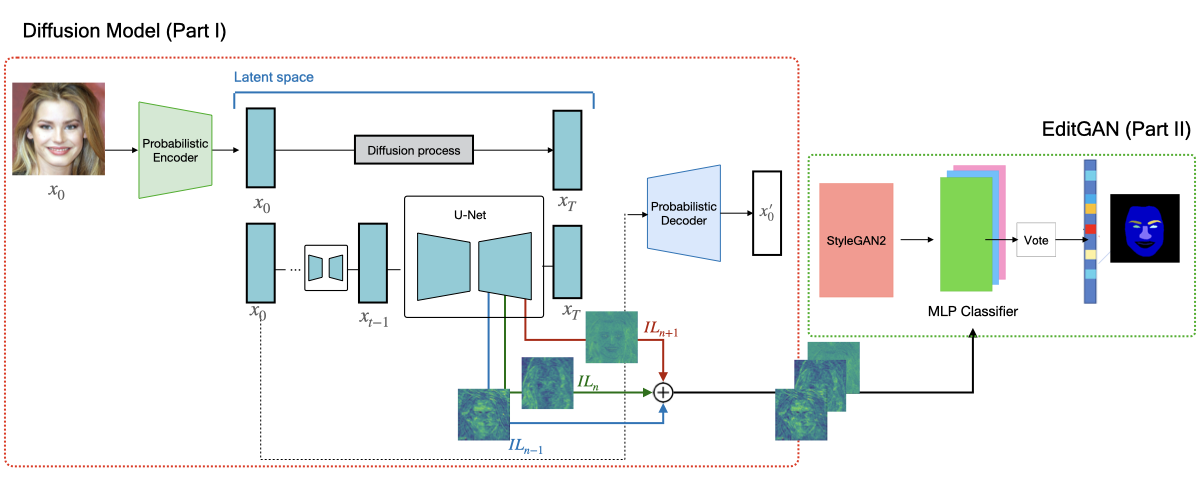 Diffusion Model (Part I)
Latent space
EditGAN (Part II)
Probabilistic
Encoder
Diffusion process
x_0
x_0
x_T
U-Net
Probabilistic
Decoder
x'_0
StyleGAN2
Vote
...
MLP Classifier
x_0
x_{t-1}
x_T
IL_{n+1}
IL_n
IL_{n-1}